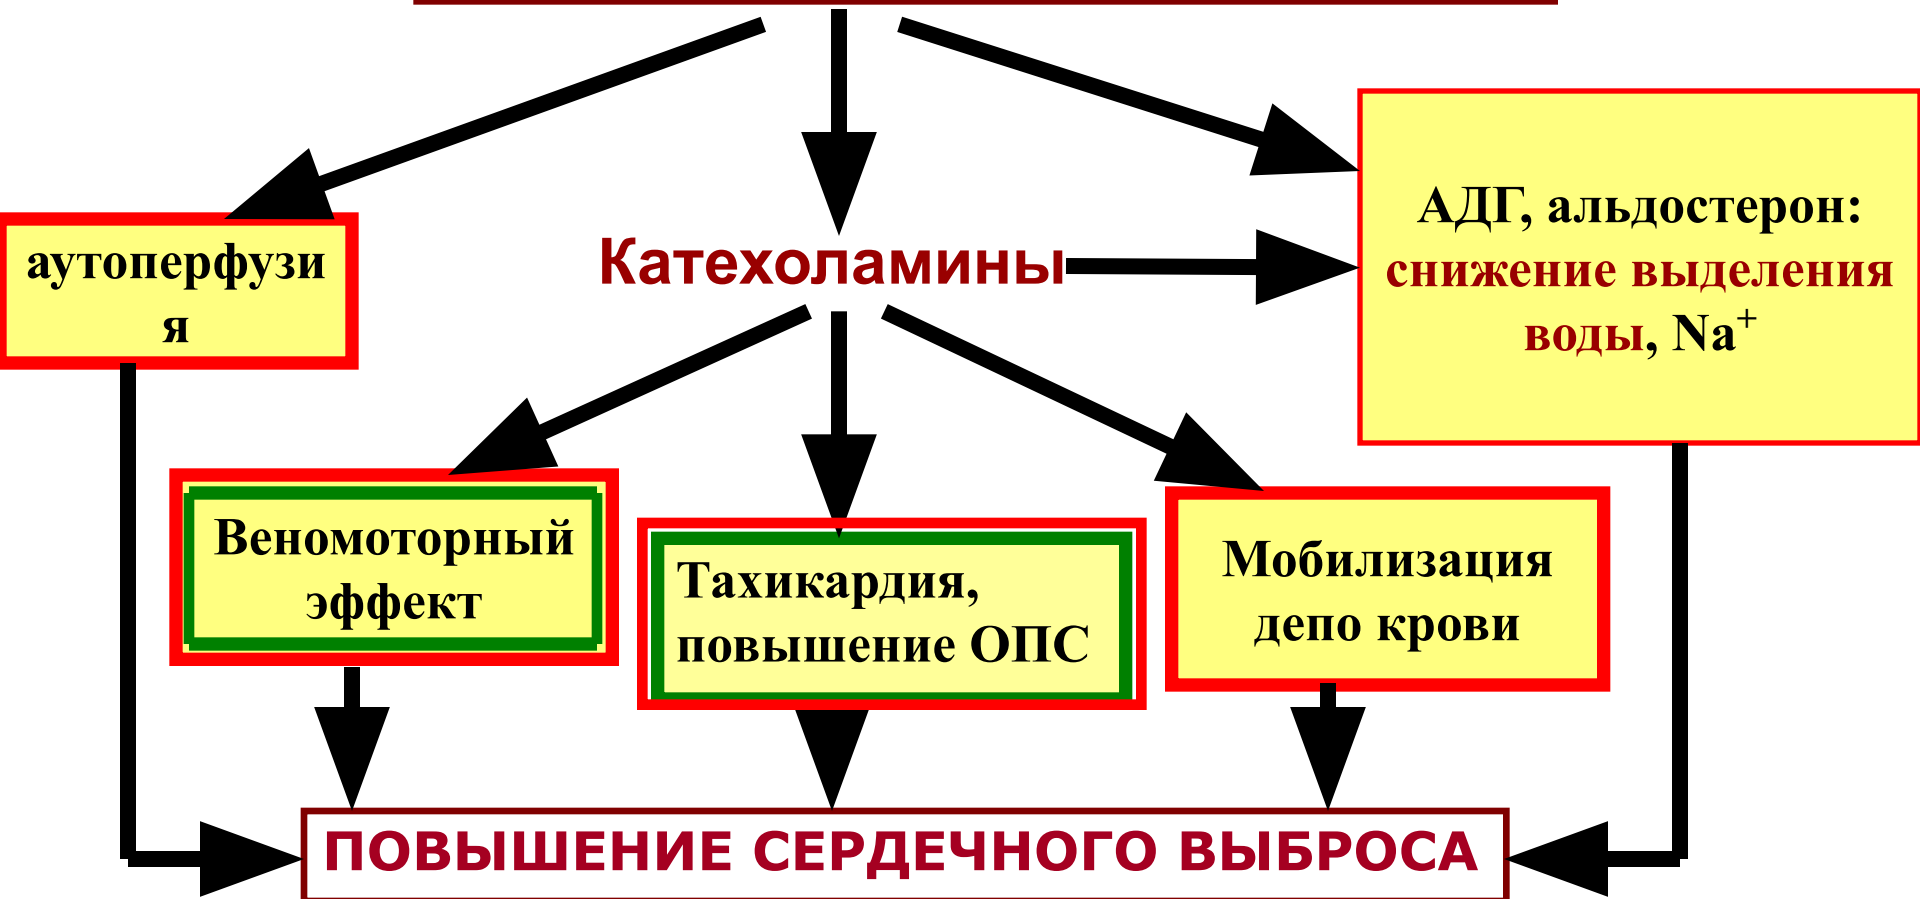 АДГ, альдостерон:
снижение выделения
воды, Na⁺
аутоперфузи
я
Катехоламины
Веномоторный
эффект
Тахикардия,
повышение ОПС
Мобилизация
депо крови
ПОВЫШЕНИЕ СЕРДЕЧНОГО ВЫБРОСА